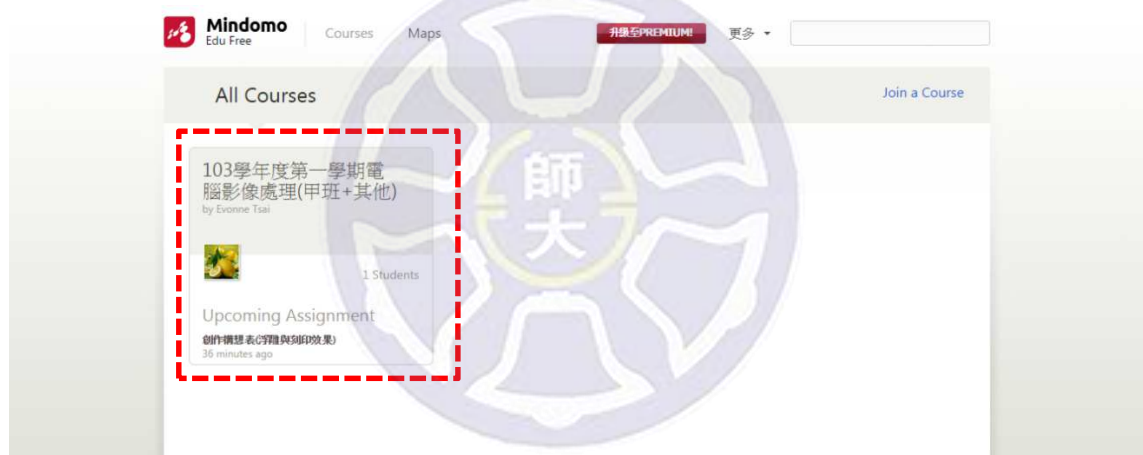 Mindomo
Edu Free
Courses
Maps
升級至PREMIUM!
更多
All Courses
Join a Course
103學年度第一學期電
腦影像處理(甲班+其他)
by Evonne Tsai
1 Students
Upcoming Assignment
創作構想表(浮雕與刻印效果)
36 minutes ago
師
大